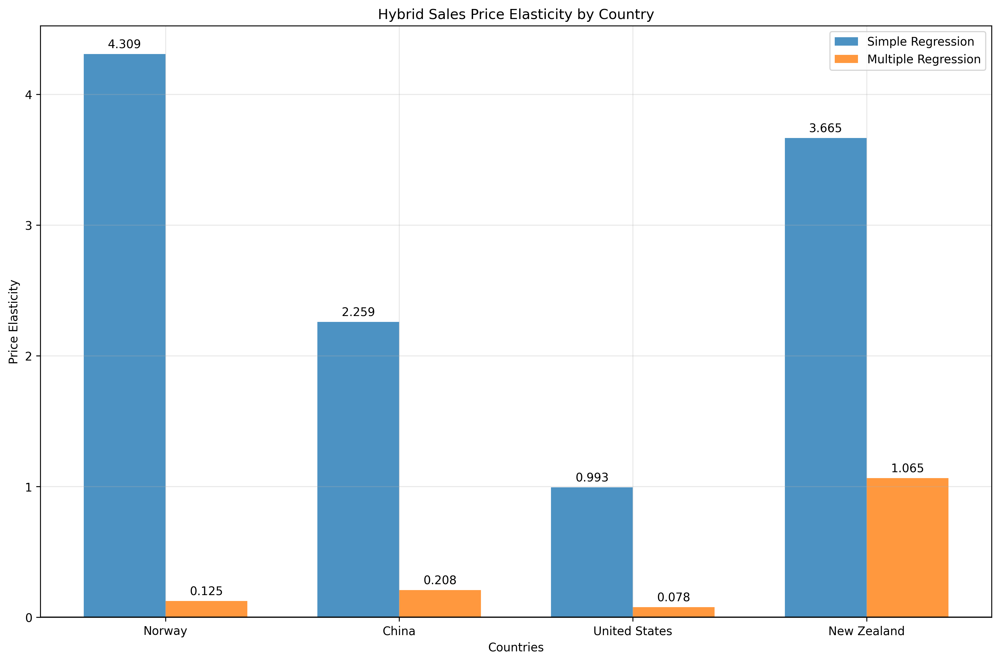 Hybrid Sales Price Elasticity by Country
Simple Regression
Multiple Regression
Price Elasticity
4
3
2
1
0
4.309
0.125
2.259
0.208
0.993
0.078
3.665
1.065
Norway
China
United States
New Zealand
Countries